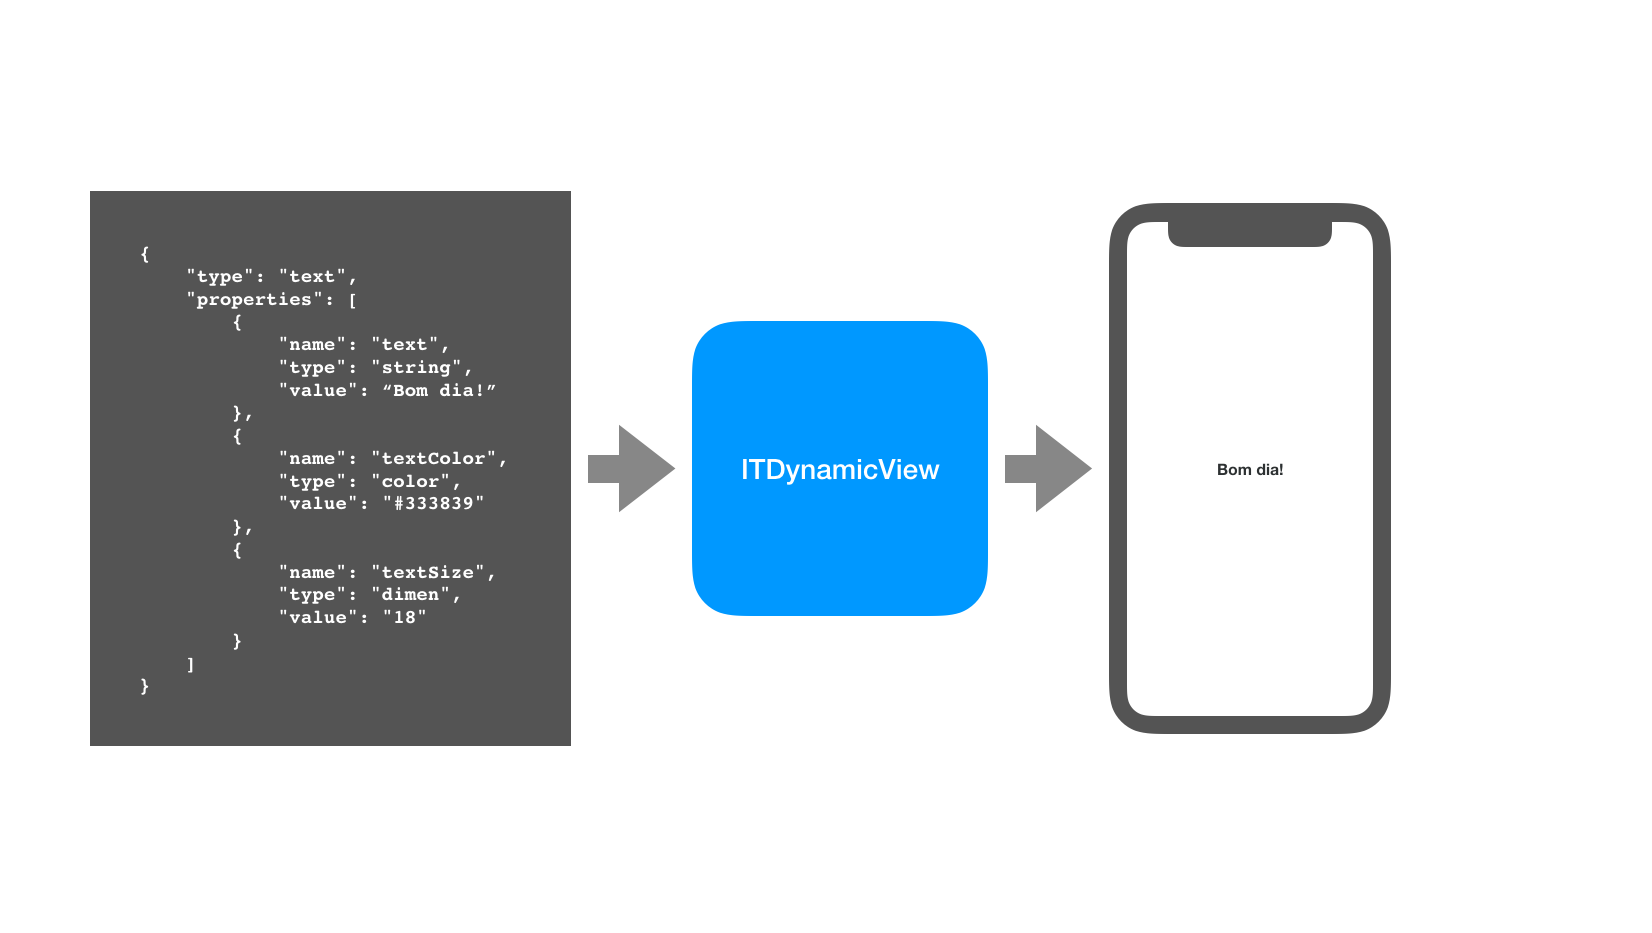 {
    "type": "text",
    "properties": [
        {
            "name": "text",
            "type": "string",
            "value": “Bom dia!”
        },
        {
            "name": "textColor",
            "type": "color",
            "value": "#333839"
        },
        {
            "name": "textSize",
            "type": "dimen",
            "value": "18"
        }
    ]
}
ITDynamicView
Bom dia!